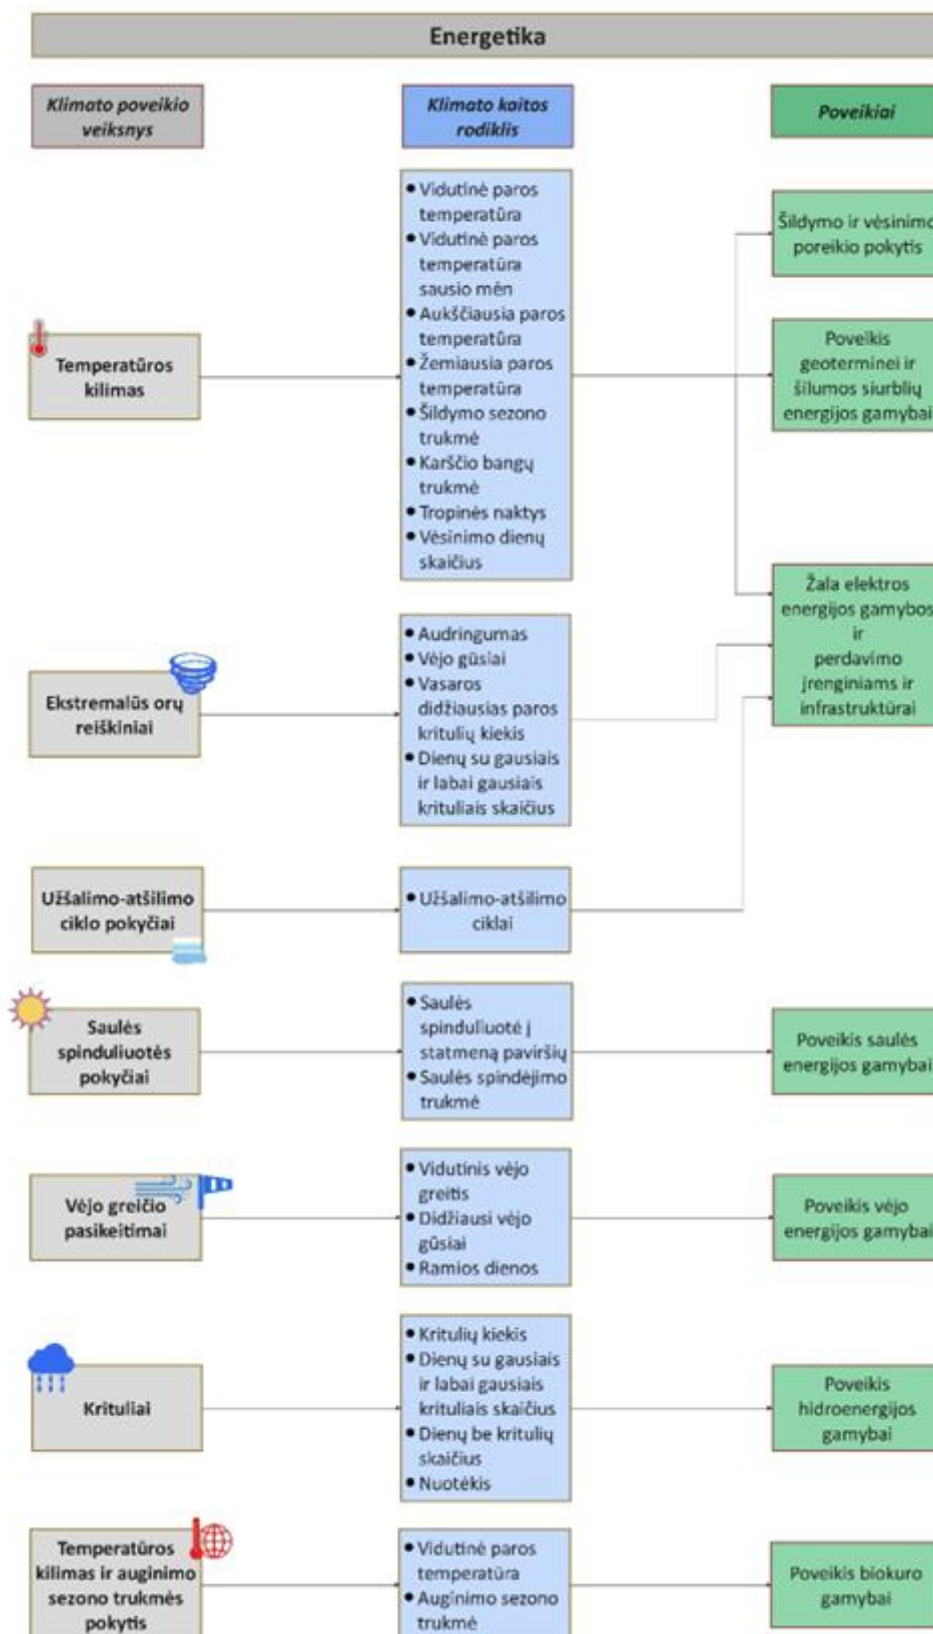 Energetika
Klimato poveikio
veiksnys
Klimato kaitos
rodiklis
Poveikiai
Temperatūros
kilimas
• Vidutinė paros
temperatūra
• Vidutinė paros
temperatūra
sausio mėn
• Aukščiausia paros
temperatūra
• Žemiausia paros
temperatūra
• Šildymo sezono
trukmė
• Karščio bangų
trukmė
• Tropinės naktys
• Vėsinimo dienų
skaičius
Šildymo ir vėsinimo
poreikio pokytis
Poveikis
geoterminei ir
šilumos siurblių
energijos gamybai
Žala elektros
energijos gamybos
ir
perdavimo
įrenginiams ir
infrastruktūrai
Ekstremalūs orų
reiškiniai
• Audringumas
• Vėjo gūsiai
• Vasaros
didžiausias paros
kritulių kiekis
• Dienų su gausiais
ir labai gausiais
krituliais skaičius
Užšalimo-atšilimo
ciklo pokyčiai
• Užšalimo-atšilimo
ciklai
Saulės
spinduliuotės
pokyčiai
• Saulės
spinduliuotė į
statmeną paviršių
• Saulės spindėjimo
trukmė
Poveikis saulės
energijos gamybai
Vėjo greičio
pasikeitimai
• Vidutinis vėjo
greitis
• Didžiausi vėjo
gūsiai
• Ramios dienos
Poveikis vėjo
energijos gamybai
Krituliai
• Kritulių kiekis
• Dienų su gausiais
ir labai gausiais
krituliais skaičius
• Dienų be kritulių
skaičius
• Nuotėkis
Poveikis
hidroenergijos
gamybai
Temperatūros
kilimas ir auginimo
sezono trukmės
pokytis
• Vidutinė paros
temperatūra
• Auginimo sezono
trukmė
Poveikis biokuro
gamybai